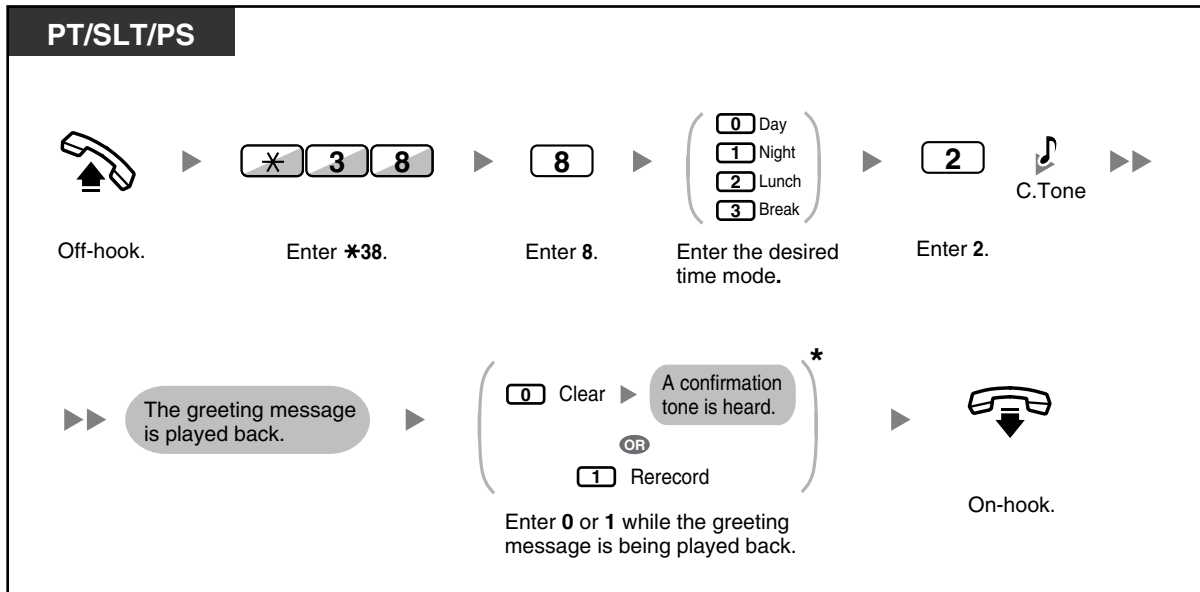 PT/SLT/PS
0 Day
1 Night
2 Lunch
3 Break
* 3 8
8
2
C.Tone
Off-hook.
Enter *38.
Enter 8.
Enter the desired
time mode.
Enter 2.
The greeting message
is played back.
0 Clear
A confirmation
tone is heard.
*
OR
1 Rerecord
Enter 0 or 1 while the greeting
message is being played back.
On-hook.